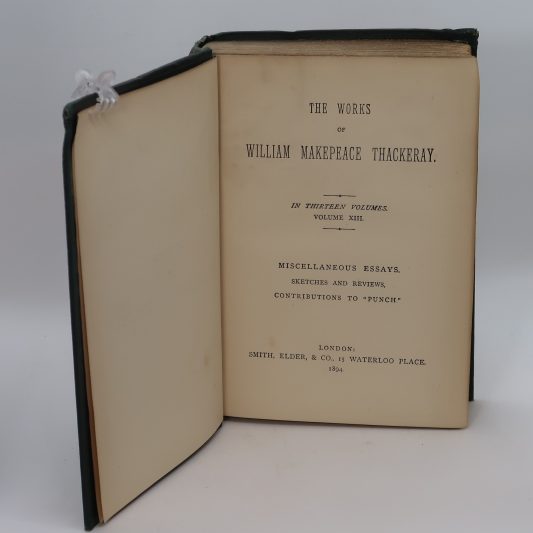 THE WORKS
OF
WILLIAM MAKEPEACE THACKERAY.
IN THIRTEEN VOLUMES.
VOLUME XIII.
MISCELLANEOUS ESSAYS,
SKETCHES AND REVIEWS,
CONTRIBUTIONS TO "PUNCH"
LONDON:
SMITH, ELDER, & CO., 15 WATERLOO PLACE.
1894